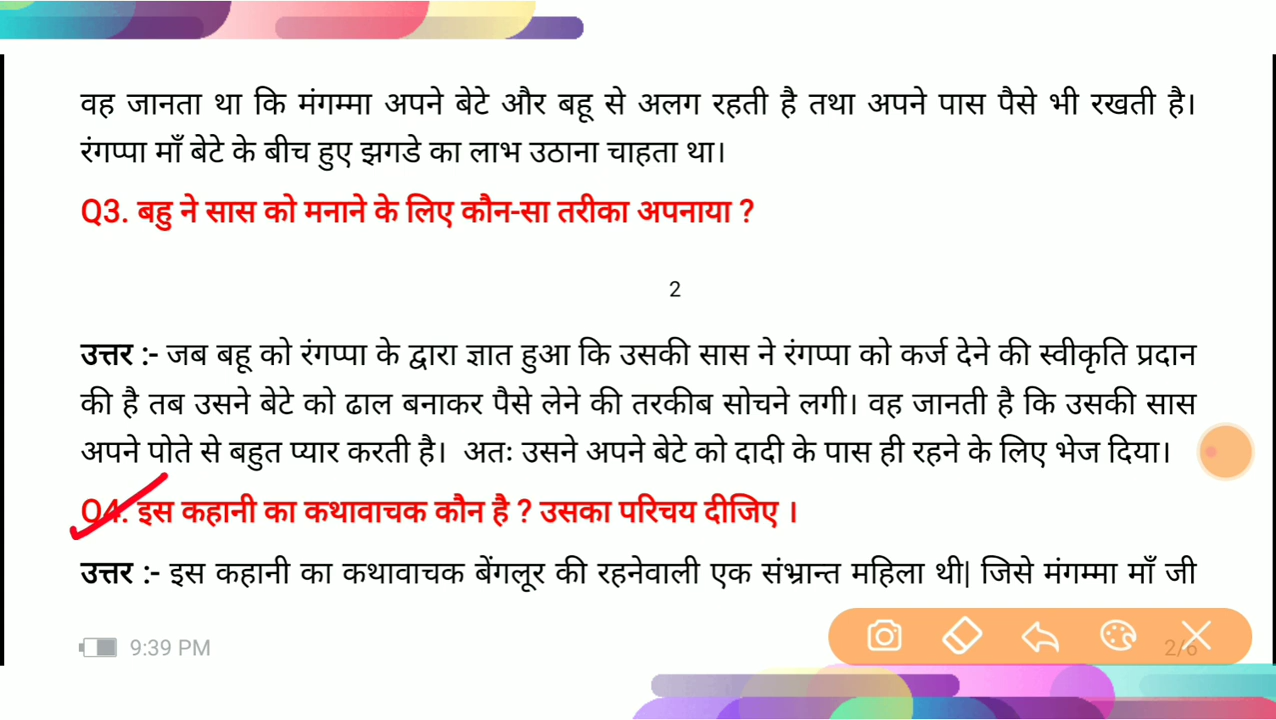 वह जानता था कि मंगम्मा अपने बेटे और बहू से अलग रहती है तथा अपने पास पैसे भी रखती है।
रंगप्पा माँ बेटे के बीच हुए झगडे का लाभ उठाना चाहता था।
Q3. बहु ने सास को मनाने के लिए कौन-सा तरीका अपनाया ?
2
उत्तर :- जब बहू को रंगप्पा के द्वारा ज्ञात हुआ कि उसकी सास ने रंगप्पा को कर्ज देने की स्वीकृति प्रदान
की है तब उसने बेटे को ढाल बनाकर पैसे लेने की तरकीब सोचने लगी। वह जानती है कि उसकी सास
अपने पोते से बहुत प्यार करती है। अतः उसने अपने बेटे को दादी के पास ही रहने के लिए भेज दिया।
Q4. इस कहानी का कथावाचक कौन है ? उसका परिचय दीजिए ।
उत्तर :- इस कहानी का कथावाचक बेंगलूर की रहनेवाली एक संभ्रान्त महिला थी| जिसे मंगम्मा माँ जी
9:39 PM
2/6